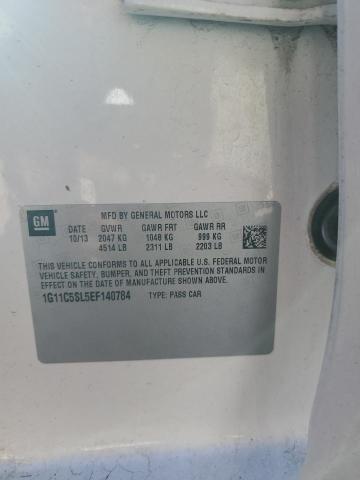 GM
MFD BY GENERAL MOTORS LLC
DATE GVWR GAWR FRT GAWR RR
10/13 2047 KG 1048 KG 999 KG
4514 LB 2311 LB 2203 LB
THIS VEHICLE CONFORMS TO ALL APPLICABLE U.S. FEDERAL MOTOR
VEHICLE SAFETY, BUMPER, AND THEFT PREVENTION STANDARDS IN
EFFECT ON THE DATE OF MANUFACTURE SHOWN ABOVE.
1G11C5SL5EF140784 TYPE: PASS CAR